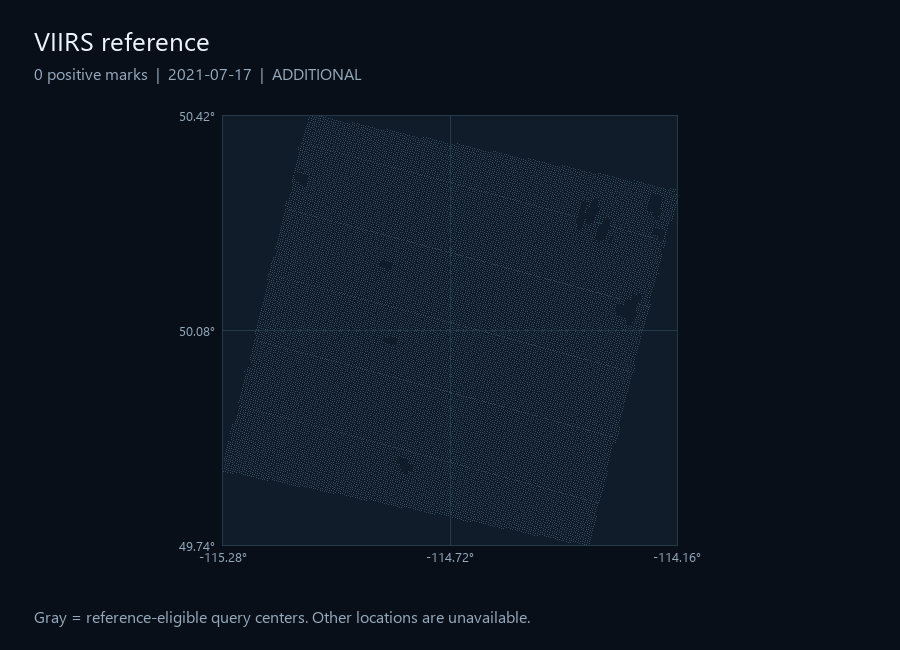 VIIRS reference
0 positive marks | 2021-07-17 | ADDITIONAL
50.42°
50.08°
49.74°
-115.28° -114.72° -114.16°
Gray = reference-eligible query centers. Other locations are unavailable.